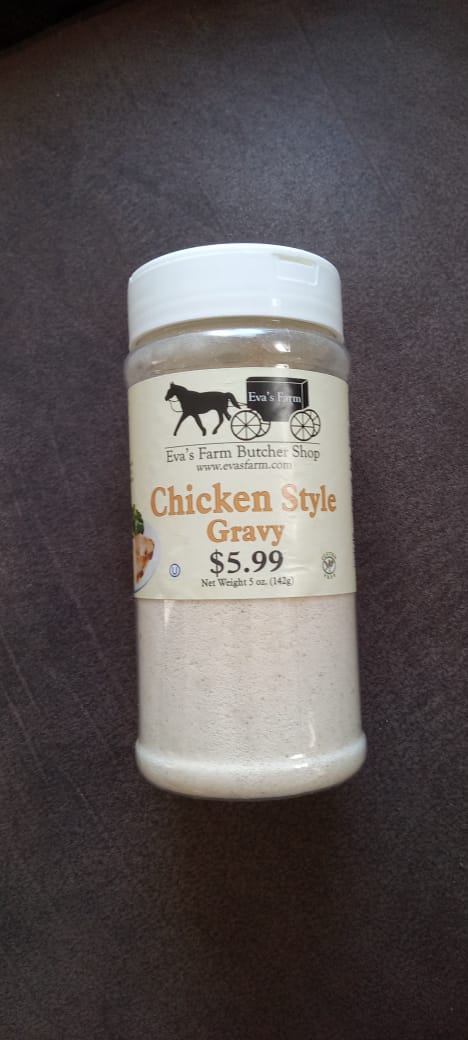 Eva's Farm
Eva's Farm Butcher Shop
www.evasfarm.com
Chicken Style
Gravy
$5.99
U
Net Weight 5 oz. (142g)